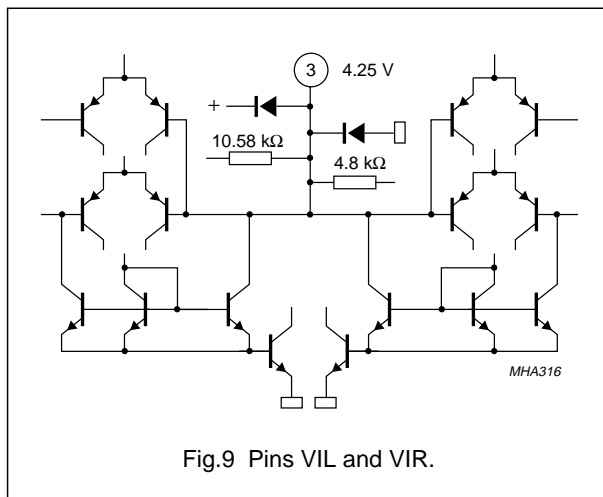 3 4.25 V
+
10.58 kΩ
4.8 kΩ
MHA316
Fig.9 Pins VIL and VIR.